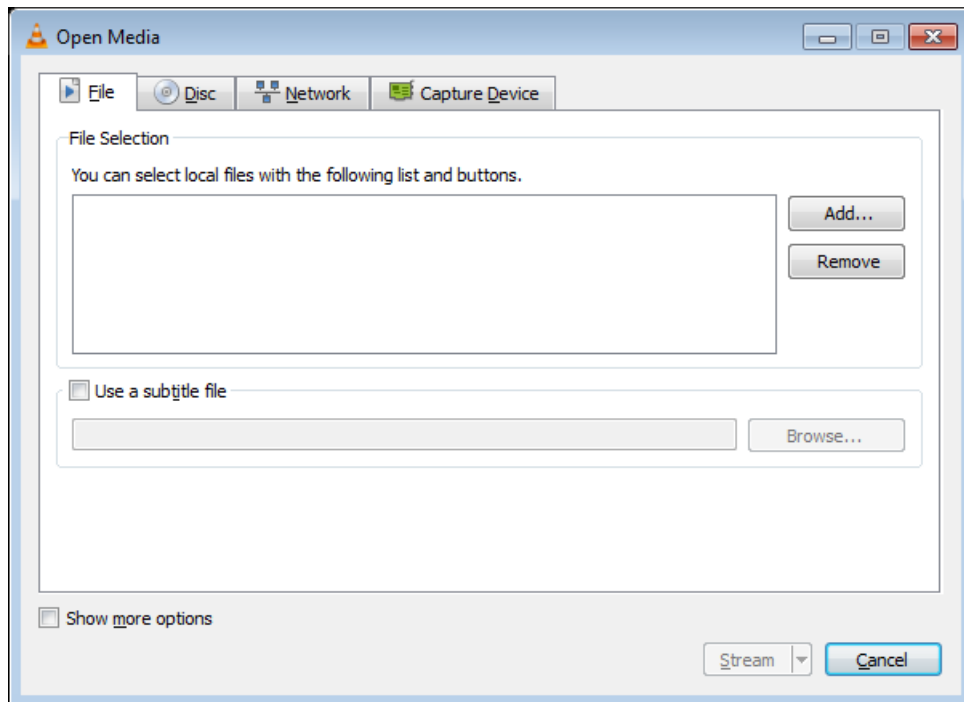 Open Media
File Disc Network Capture Device
File Selection
You can select local files with the following list and buttons.
Add...
Remove
Use a subtitle file
Browse...
Show more options
Stream Cancel